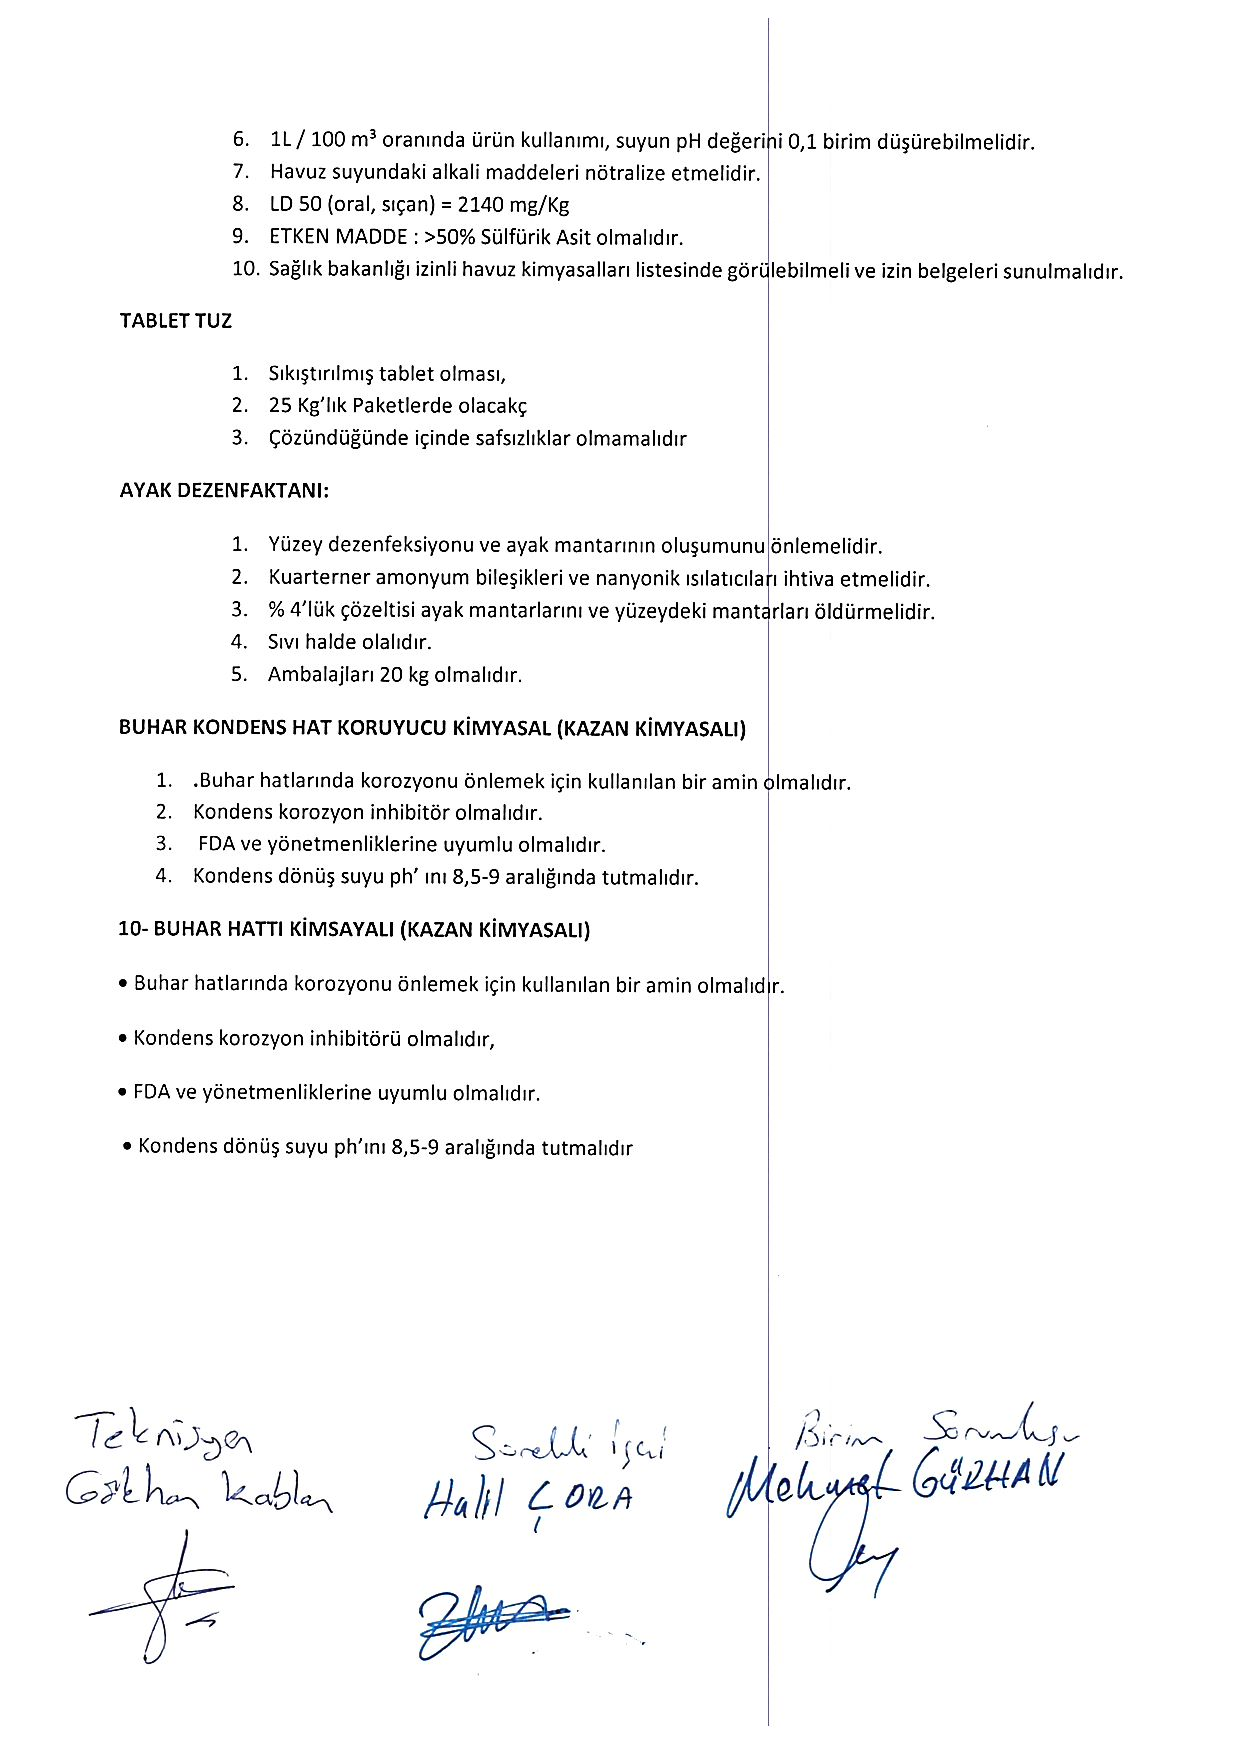 6. 1L / 100 m³ oranında ürün kullanımı, suyun pH değerini 0,1 birim düşürebilmelidir.
7. Havuz suyundaki alkali maddeleri nötralize etmelidir.
8. LD 50 (oral, sıçan) = 2140 mg/Kg
9. ETKEN MADDE : >50% Sülfürik Asit olmalıdır.
10. Sağlık bakanlığı izinli havuz kimyasalları listesinde görülebilmeli ve izin belgeleri sunulmalıdır.
TABLET TUZ
1. Sıkıştırılmış tablet olması,
2. 25 Kg’lık Paketlerde olacakç
3. Çözündüğünde içinde safsızlıklar olmamalıdır
AYAK DEZENFAKTANI:
1. Yüzey dezenfeksiyonu ve ayak mantarının oluşumunu önlemelidir.
2. Kuarterner amonyum bileşikleri ve nanyonik ısılatıcıları ihtiva etmelidir.
3. % 4’lük çözeltisi ayak mantarlarını ve yüzeydeki mantarları öldürmelidir.
4. Sıvı halde olalıdır.
5. Ambalajları 20 kg olmalıdır.
BUHAR KONDENS HAT KORUYUCU KİMYASAL (KAZAN KİMYASALI)
1. .Buhar hatlarında korozyonu önlemek için kullanılan bir amin olmalıdır.
2. Kondens korozyon inhibitör olmalıdır.
3. FDA ve yönetmenliklerine uyumlu olmalıdır.
4. Kondens dönüş suyu ph’ ını 8,5-9 aralığında tutmalıdır.
10- BUHAR HATTI KİMSAYALI (KAZAN KİMYASALI)
• Buhar hatlarında korozyonu önlemek için kullanılan bir amin olmalıdır.
• Kondens korozyon inhibitörü olmalıdır,
• FDA ve yönetmenliklerine uyumlu olmalıdır.
• Kondens dönüş suyu ph’ını 8,5-9 aralığında tutmalıdır
Teknisyen Sürekli işçi Birim Sorumlusu
Gökhan Kablan Halil ÇORA Mehmet GÜRHAN